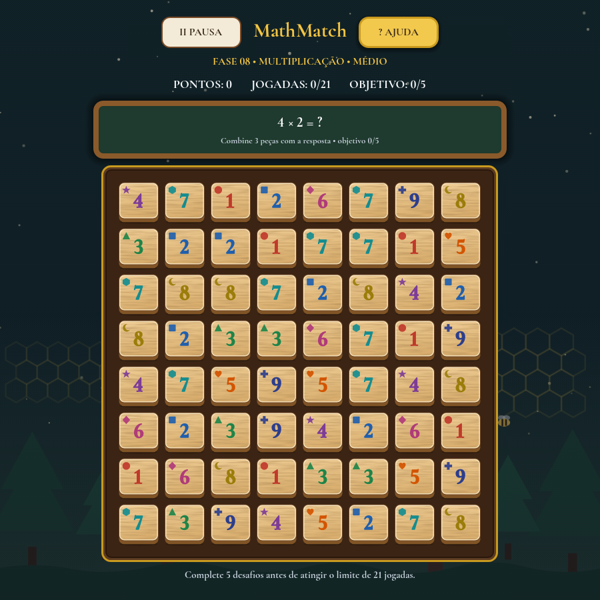 II PAUSA
MathMatch
? AJUDA
FASE 08 • MULTIPLICAÇÃO • MÉDIO
PONTOS: 0 JOGADAS: 0/21 OBJETIVO: 0/5
4 × 2 = ?
Combine 3 peças com a resposta • objetivo 0/5
4 7 1 2 6 7 9 8
3 2 2 1 7 7 1 5
7 8 8 7 2 8 4 2
8 2 3 3 6 7 1 9
4 7 5 9 5 7 4 8
6 2 3 9 4 2 6 1
1 6 8 1 3 3 5 9
7 3 9 4 5 2 7 8
Complete 5 desafios antes de atingir o limite de 21 jogadas.